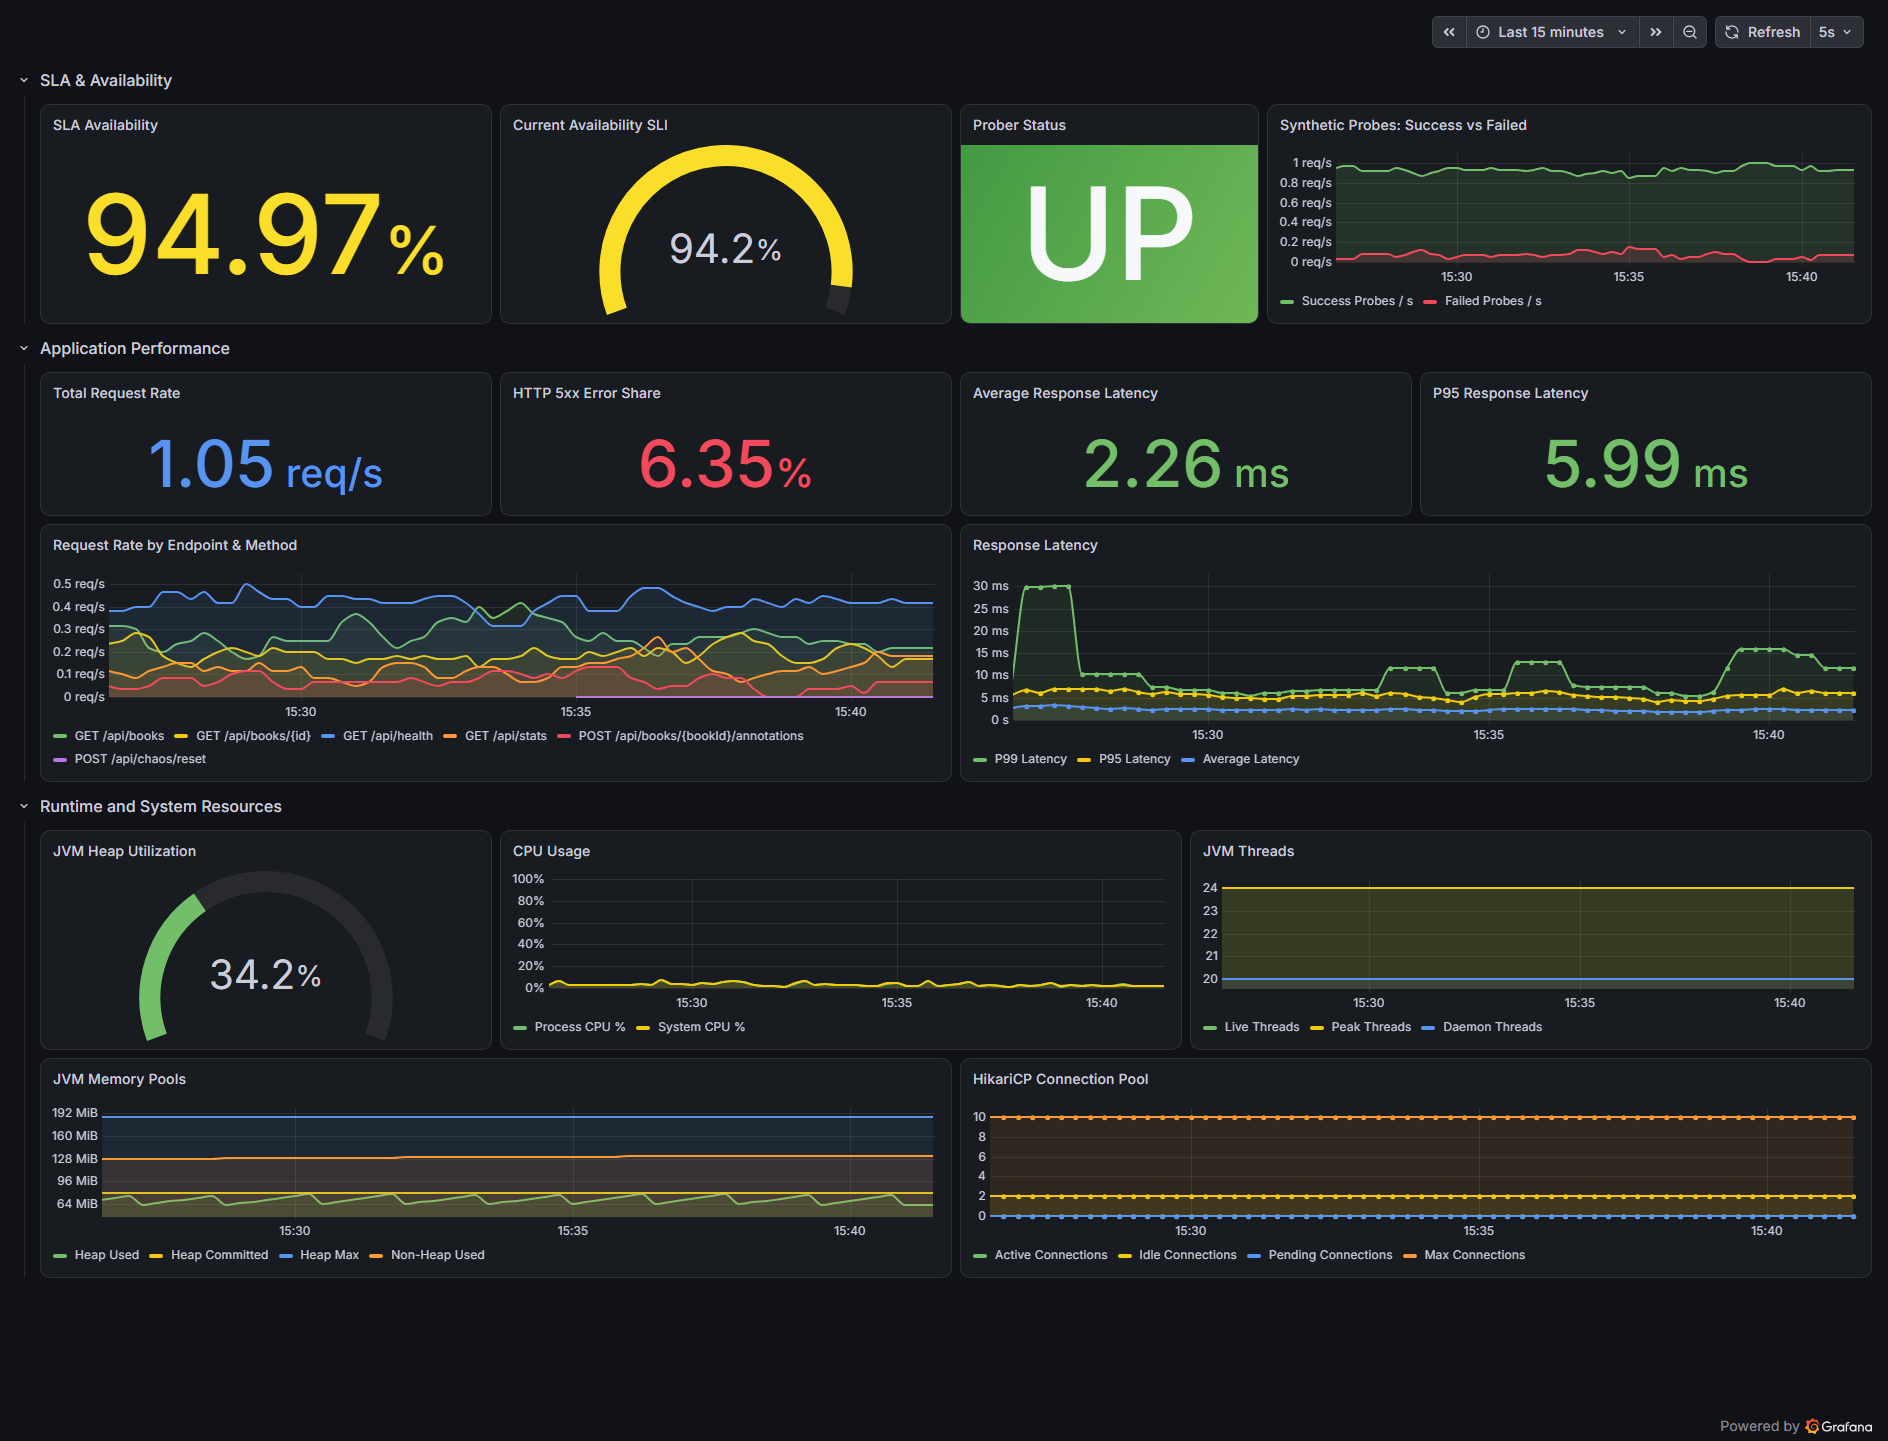 Last 15 minutes
Refresh
5s
SLA & Availability
SLA Availability
94.97%
Current Availability SLI
94.2%
Prober Status
UP
Synthetic Probes: Success vs Failed
1 req/s
0.8 req/s
0.6 req/s
0.4 req/s
0.2 req/s
0 req/s
15:30 15:35 15:40
Success Probes / s Failed Probes / s
Application Performance
Total Request Rate
1.05 req/s
HTTP 5xx Error Share
6.35%
Average Response Latency
2.26 ms
P95 Response Latency
5.99 ms
Request Rate by Endpoint & Method
0.5 req/s
0.4 req/s
0.3 req/s
0.2 req/s
0.1 req/s
0 req/s
15:30 15:35 15:40
GET /api/books GET /api/books/{id} GET /api/health GET /api/stats POST /api/books/{bookId}/annotations
POST /api/chaos/reset
Response Latency
30 ms
25 ms
20 ms
15 ms
10 ms
5 ms
0 s
15:30 15:35 15:40
P99 Latency P95 Latency Average Latency
Runtime and System Resources
JVM Heap Utilization
34.2%
CPU Usage
100%
80%
60%
40%
20%
0%
15:30 15:35 15:40
Process CPU % System CPU %
JVM Threads
24
23
22
21
20
15:30 15:35 15:40
Live Threads Peak Threads Daemon Threads
JVM Memory Pools
192 MiB
160 MiB
128 MiB
96 MiB
64 MiB
15:30 15:35 15:40
Heap Used Heap Committed Heap Max Non-Heap Used
HikariCP Connection Pool
10
8
6
4
2
0
15:30 15:35 15:40
Active Connections Idle Connections Pending Connections Max Connections
Powered by Grafana